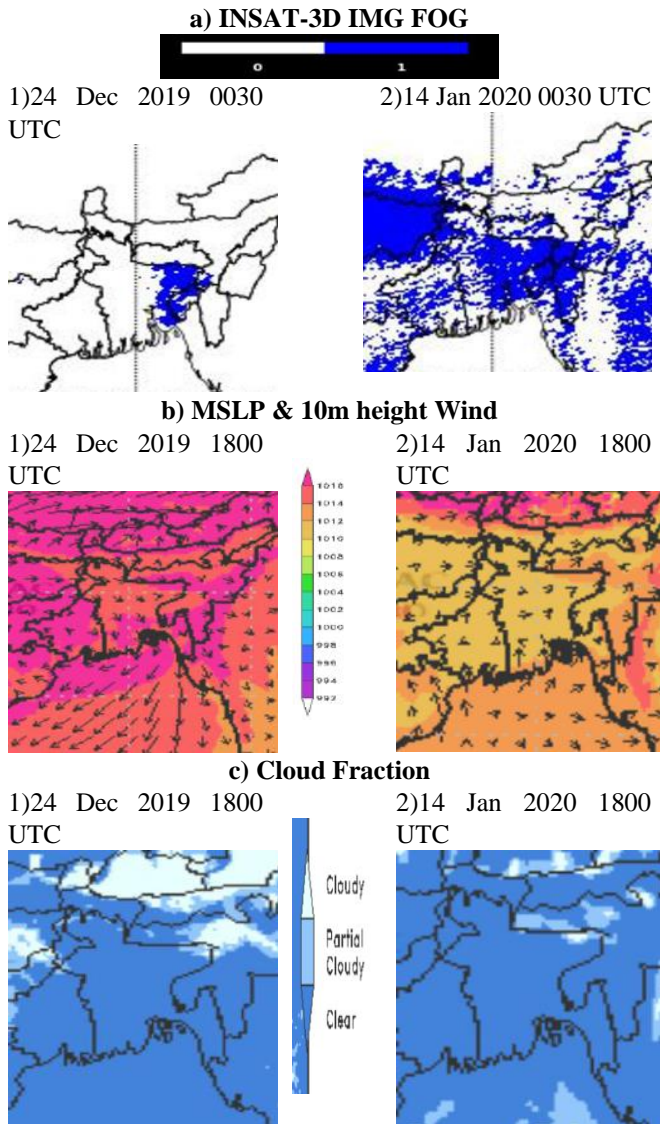 a) INSAT-3D IMG FOG
0 1
1)24 Dec 2019 0030 UTC
2)14 Jan 2020 0030 UTC
b) MSLP & 10m height Wind
1)24 Dec 2019 1800 UTC
2)14 Jan 2020 1800 UTC
1016
1014
1012
1010
1008
1006
1004
1002
1000
998
996
994
992
c) Cloud Fraction
1)24 Dec 2019 1800 UTC
2)14 Jan 2020 1800 UTC
Cloudy
Partial
Cloudy
Clear